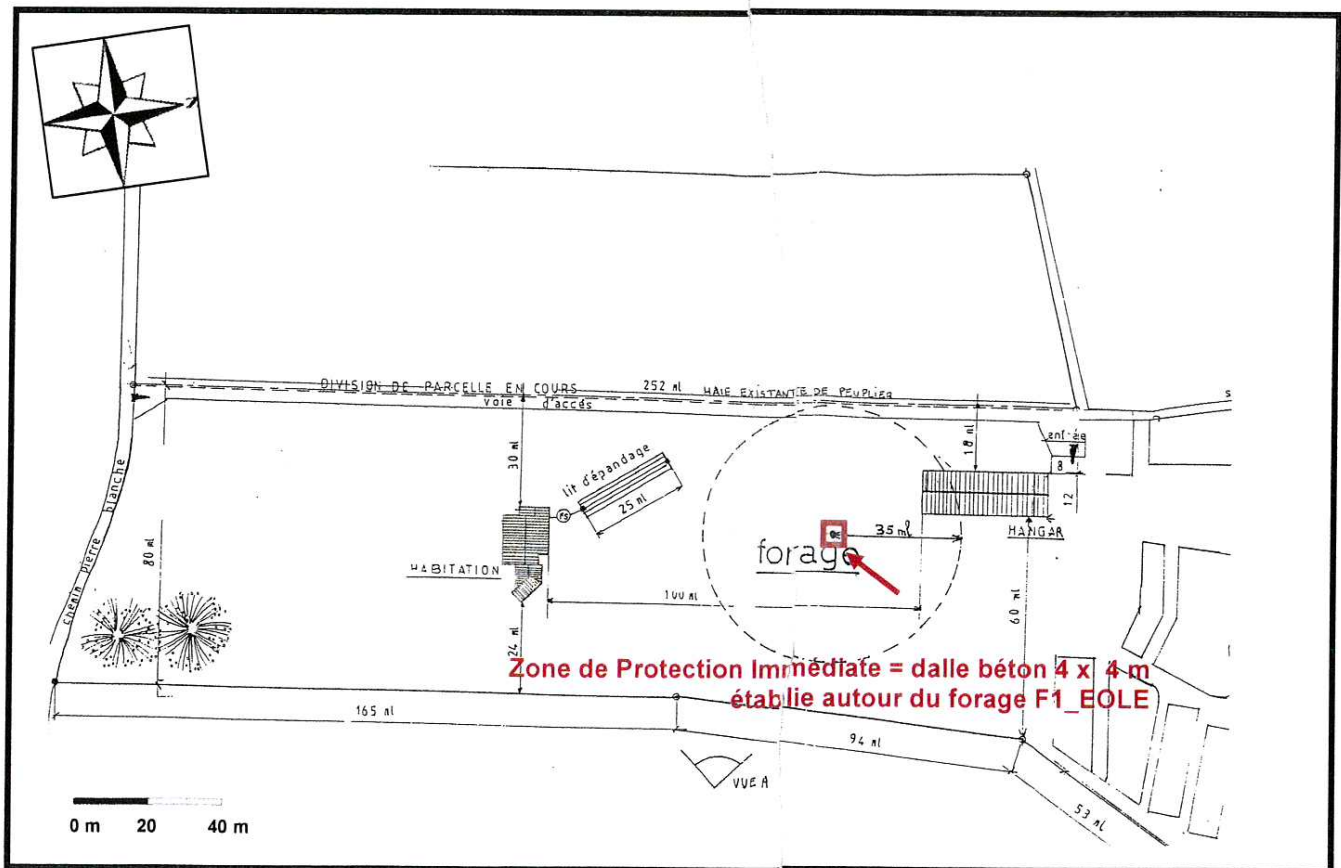 DIVISION DE PARCELLE EN COURS 252 ml HAIE EXISTANTE DE PEUPLIER
voie d'accés
entrée
18 ml
8
12
30 ml
lit d'épandage
25 ml
FS
HANGAR
35 ml
forage
HABITATION
100 ml
60 ml
chemin pierre blanche
80 ml
24 ml
Zone de Protection Immédiate = dalle béton 4 x 4 m
établie autour du forage F1_EOLE
165 ml
94 ml
VUE A
53 ml
0 m 20 40 m